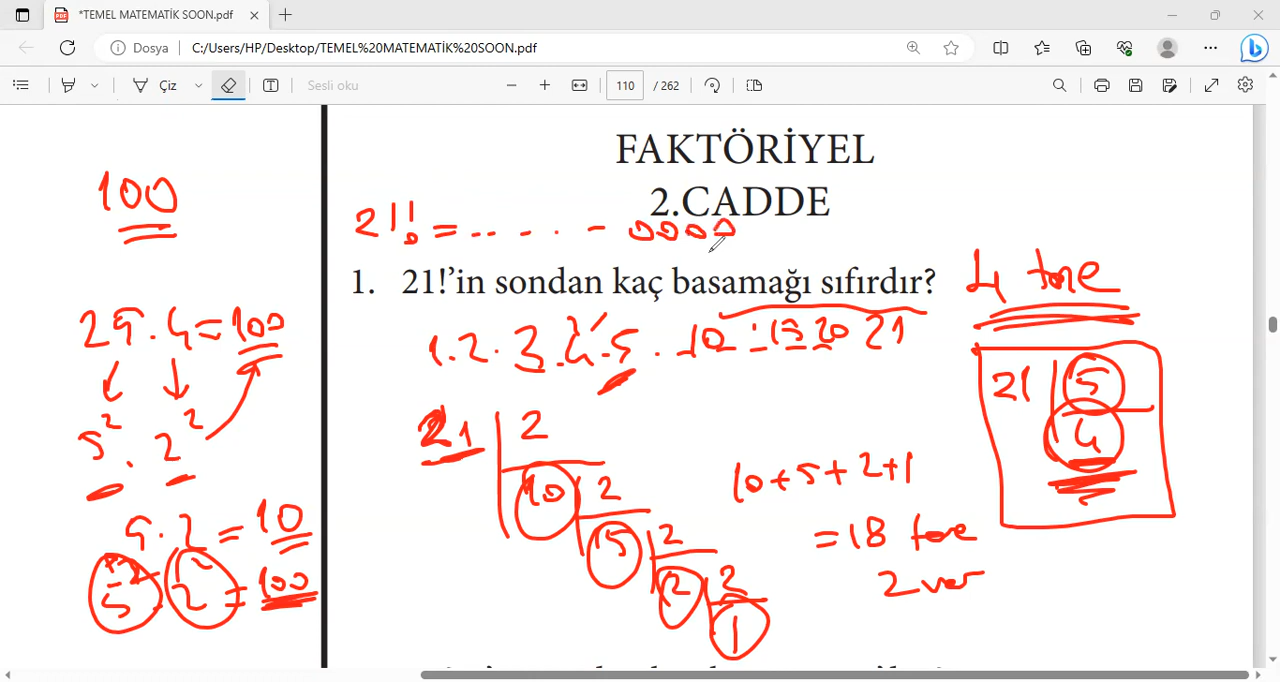 *TEMEL MATEMATİK SOON.pdf
Dosya C:/Users/HP/Desktop/TEMEL%20MATEMATİK%20SOON.pdf
Çiz Sesli oku 110 / 262
FAKTÖRİYEL
2.CADDE
100
21! = ..... 0000
1. 21!'in sondan kaç basamağı sıfırdır?
4 tane
1.2.3.4.5. 10 . 15 20 21
25.4=100
21 5
4
5² . 2²
21 2
10 2
5 2
2 2
1
10+5+2+1
= 18 tane
2 var
5.2=10
5² 2² = 100